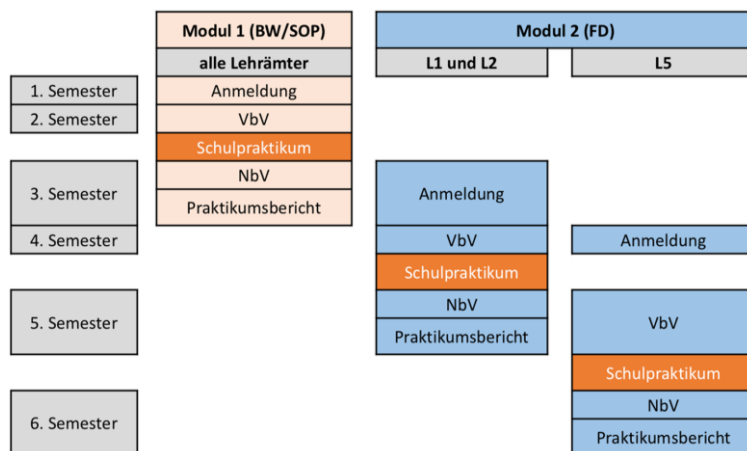 Modul 1 (BW/SOP) Modul 2 (FD)
alle Lehrämter L1 und L2 L5
1. Semester Anmeldung
2. Semester VbV
Schulpraktikum
3. Semester NbV Anmeldung
Praktikumsbericht
4. Semester VbV Anmeldung
Schulpraktikum
5. Semester NbV VbV
Praktikumsbericht
Schulpraktikum
6. Semester NbV
Praktikumsbericht